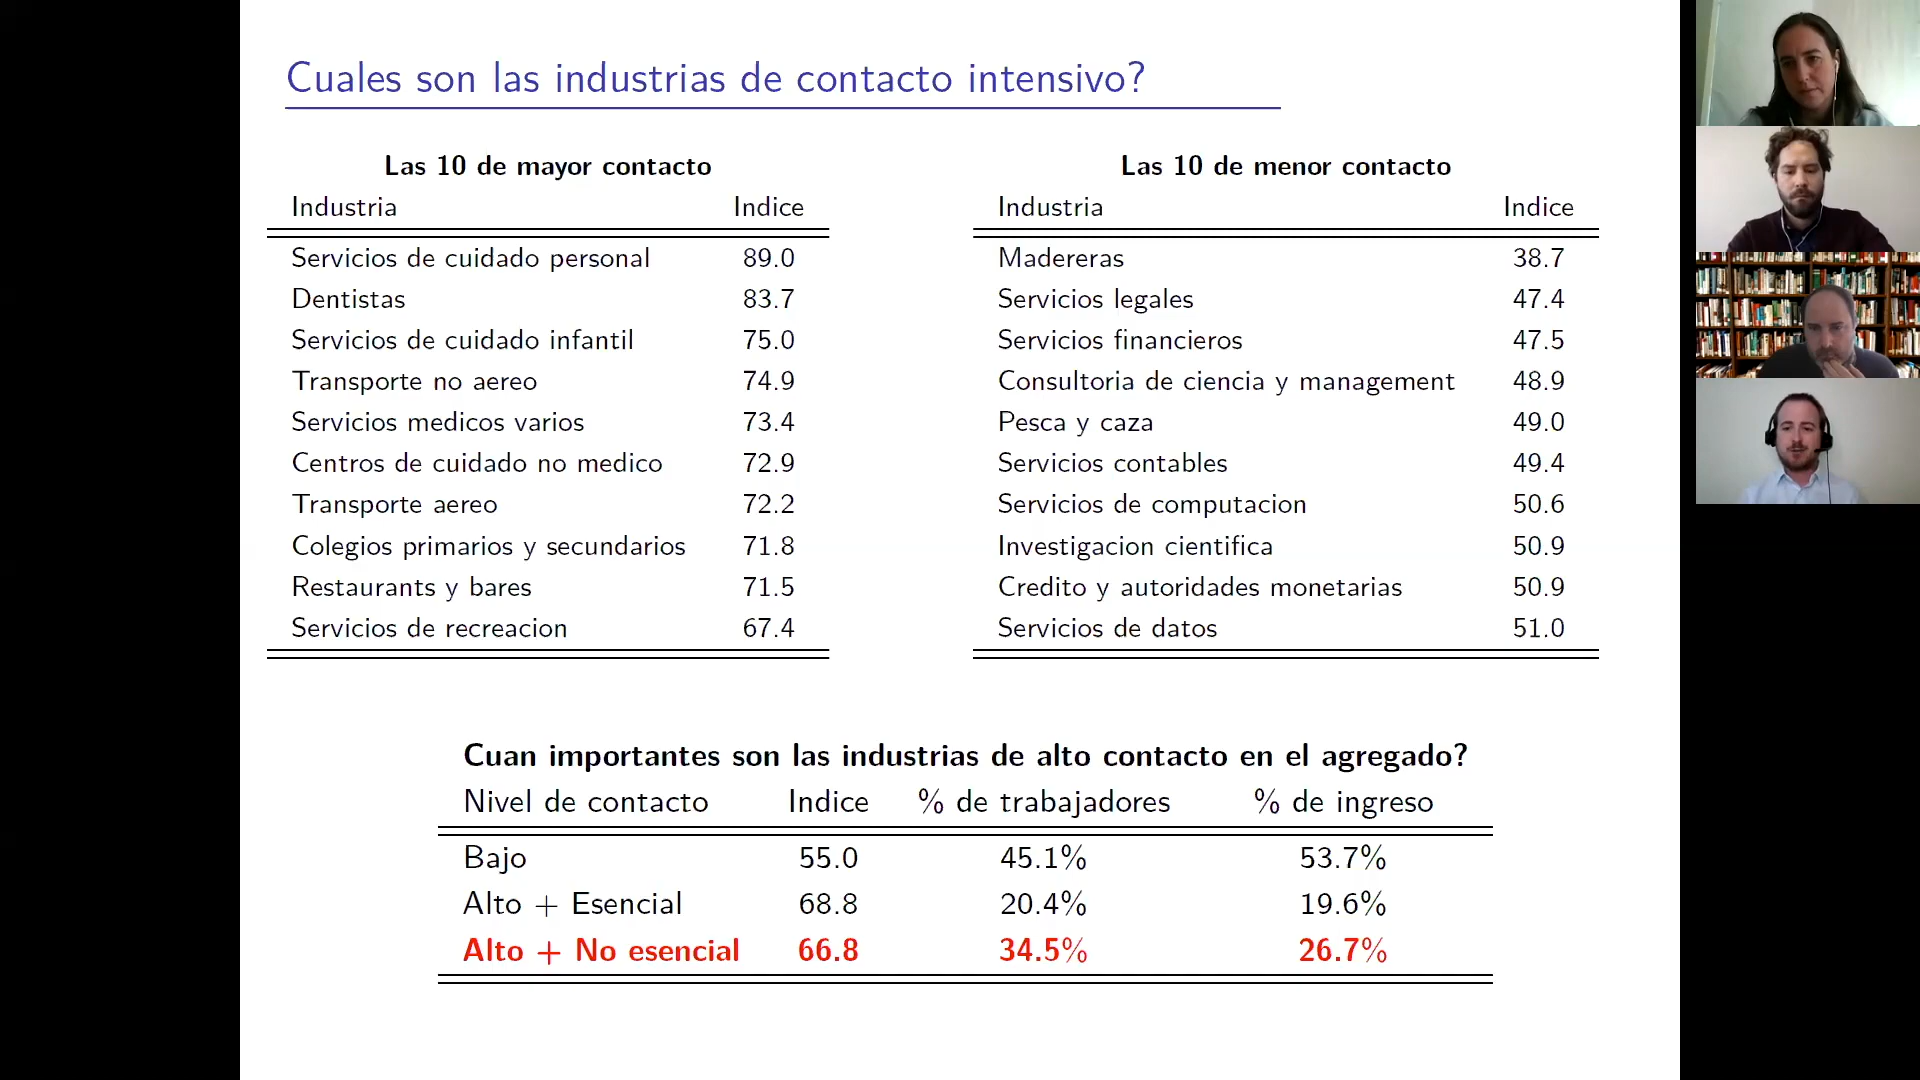 Cuales son las industrias de contacto intensivo?
Las 10 de mayor contacto
Industria Indice
Servicios de cuidado personal 89.0
Dentistas 83.7
Servicios de cuidado infantil 75.0
Transporte no aereo 74.9
Servicios medicos varios 73.4
Centros de cuidado no medico 72.9
Transporte aereo 72.2
Colegios primarios y secundarios 71.8
Restaurants y bares 71.5
Servicios de recreacion 67.4
Las 10 de menor contacto
Industria Indice
Madereras 38.7
Servicios legales 47.4
Servicios financieros 47.5
Consultoria de ciencia y management 48.9
Pesca y caza 49.0
Servicios contables 49.4
Servicios de computacion 50.6
Investigacion cientifica 50.9
Credito y autoridades monetarias 50.9
Servicios de datos 51.0
Cuan importantes son las industrias de alto contacto en el agregado?
Nivel de contacto Indice % de trabajadores % de ingreso
Bajo 55.0 45.1% 53.7%
Alto + Esencial 68.8 20.4% 19.6%
Alto + No esencial 66.8 34.5% 26.7%